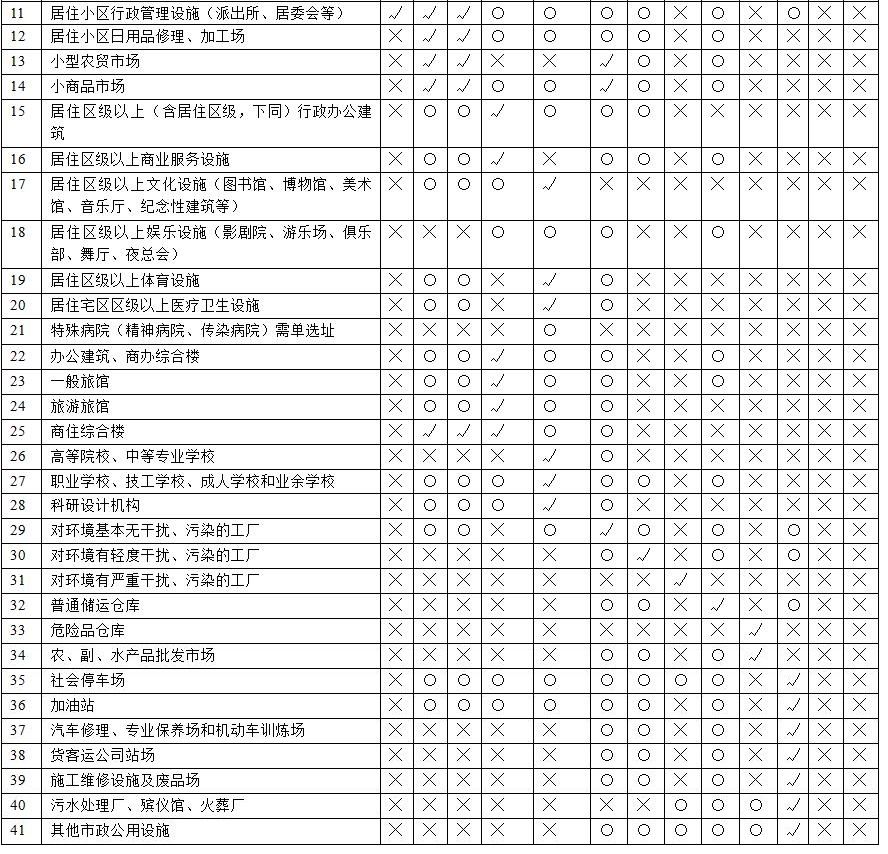 11 居住小区行政管理设施（派出所、居委会等） √ √ √ ○ ○ ○ ○ × ○ × ○ × ×
12 居住小区日用品修理、加工场 × √ √ ○ ○ ○ ○ × ○ × × × ×
13 小型农贸市场 × √ √ × × √ ○ × ○ × × × ×
14 小商品市场 × √ √ ○ ○ √ ○ × ○ × × × ×
15 居住区级以上（含居住区级，下同）行政办公建 × ○ ○ √ ○ ○ ○ × × × × × ×
筑
16 居住区级以上商业服务设施 × ○ ○ √ × ○ ○ × ○ × × × ×
17 居住区级以上文化设施（图书馆、博物馆、美术 × ○ ○ ○ √ × × × × × × × ×
馆、音乐厅、纪念性建筑等）
18 居住区级以上娱乐设施（影剧院、游乐场、俱乐 × × × ○ ○ ○ × × ○ × × × ×
部、舞厅、夜总会）
19 居住区级以上体育设施 × ○ ○ × √ ○ × × × × × × ×
20 居住宅区区级以上医疗卫生设施 × ○ ○ × √ ○ × × × × × × ×
21 特殊病院（精神病院、传染病院）需单选址 × × × × ○ × × × × × × × ×
22 办公建筑、商办综合楼 × ○ ○ √ ○ ○ × × ○ × × × ×
23 一般旅馆 × ○ ○ √ ○ ○ × × ○ × × × ×
24 旅游旅馆 × ○ ○ √ ○ ○ × × × × × × ×
25 商住综合楼 × √ √ √ ○ ○ × × × × × × ×
26 高等院校、中等专业学校 × × × × √ × × × × × × × ×
27 职业学校、技工学校、成人学校和业余学校 × ○ ○ ○ √ ○ ○ × ○ × × × ×
28 科研设计机构 × ○ ○ ○ √ ○ × × × × × × ×
29 对环境基本无干扰、污染的工厂 × ○ ○ × ○ √ ○ × ○ × ○ × ×
30 对环境有轻度干扰、污染的工厂 × × × × × ○ √ × ○ × ○ × ×
31 对环境有严重干扰、污染的工厂 × × × × × × × √ × × × × ×
32 普通储运仓库 × × × × × ○ ○ × √ × ○ × ×
33 危险品仓库 × × × × × × × × × √ × × ×
34 农、副、水产品批发市场 × × × × × ○ ○ × ○ √ × × ×
35 社会停车场 × ○ ○ ○ ○ ○ ○ ○ ○ × √ × ×
36 加油站 × ○ ○ ○ ○ ○ ○ × ○ × √ × ×
37 汽车修理、专业保养场和机动车训练场 × × × × × ○ ○ × ○ × √ × ×
38 货客运公司站场 × × × × × ○ ○ × ○ × √ × ×
39 施工维修设施及废品场 × × × × × ○ ○ × ○ × √ × ×
40 污水处理厂、殡仪馆、火葬厂 × × × × × × × ○ ○ ○ √ × ×
41 其他市政公用设施 × × × × × ○ ○ ○ ○ ○ √ × ×